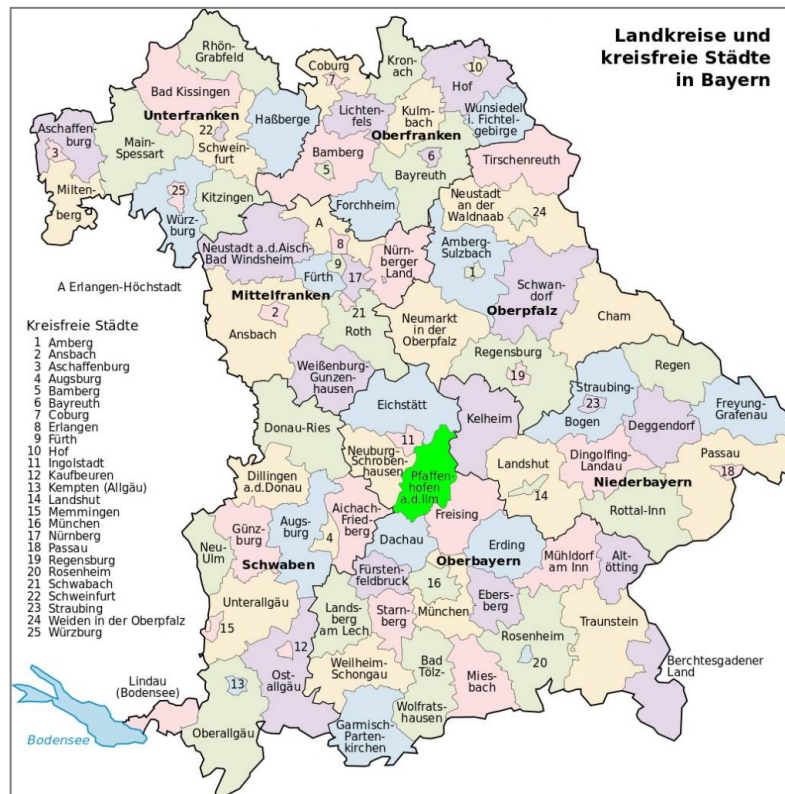 Landkreise und
kreisfreie Städte
in Bayern
Rhön-
Grabfeld
Coburg
7
Kron-
ach
10
Hof
Bad Kissingen
Unterfranken
Haßberge
Lichten-
fels
Kulm-
bach
Oberfranken
Wunsiedel
i. Fichtel-
gebirge
Aschaffen-
burg
3
Main-
Spessart
22
Schwein-
furt
Bamberg
5
6
Bayreuth
Tirschenreuth
Milten-
berg
25
Würz-
burg
Kitzingen
Forchheim
Neustadt
an der
Waldnaab
24
A
8
Neustadt a.d.Aisch-
Bad Windsheim
9
Fürth
17
Nürn-
berger
Land
Amberg-
Sulzbach
1
Schwan-
dorf
Oberpfalz
A Erlangen-Höchstadt
Mittelfranken
2
Ansbach
21
Roth
Neumarkt
in der
Oberpfalz
Cham
Kreisfreie Städte
1 Amberg
2 Ansbach
3 Aschaffenburg
4 Augsburg
5 Bamberg
6 Bayreuth
7 Coburg
8 Erlangen
9 Fürth
10 Hof
11 Ingolstadt
12 Kaufbeuren
13 Kempten (Allgäu)
14 Landshut
15 Memmingen
16 München
17 Nürnberg
18 Passau
19 Regensburg
20 Rosenheim
21 Schwabach
22 Schweinfurt
23 Straubing
24 Weiden in der Oberpfalz
25 Würzburg
Weißenburg-
Gunzen-
hausen
Regensburg
19
Regen
Straubing-
23
Bogen
Eichstätt
Kelheim
Deggendorf
Freyung-
Grafenau
Donau-Ries
11
Neuburg-
Schroben-
hausen
Pfaffen-
hofen
a.d.Ilm
Landshut
14
Dingolfing-
Landau
Niederbayern
Passau
18
Dillingen
a.d.Donau
Rottal-Inn
Aichach-
Fried-
berg
Freising
Günz-
burg
Augs-
burg
4
Dachau
Erding
Neu-
Ulm
Schwaben
Oberbayern
Mühldorf
am Inn
Alt-
ötting
Fürsten-
feldbruck
16
München
Ebers-
berg
Unterallgäu
15
Lands-
berg
am Lech
Starn-
berg
Rosenheim
20
Traunstein
12
Ost-
allgäu
Weilheim-
Schongau
Bad
Tölz-
Wolfrats-
hausen
Mies-
bach
Berchtesgadener
Land
Lindau
(Bodensee)
13
Oberallgäu
Garmisch-
Parten-
kirchen
Bodensee